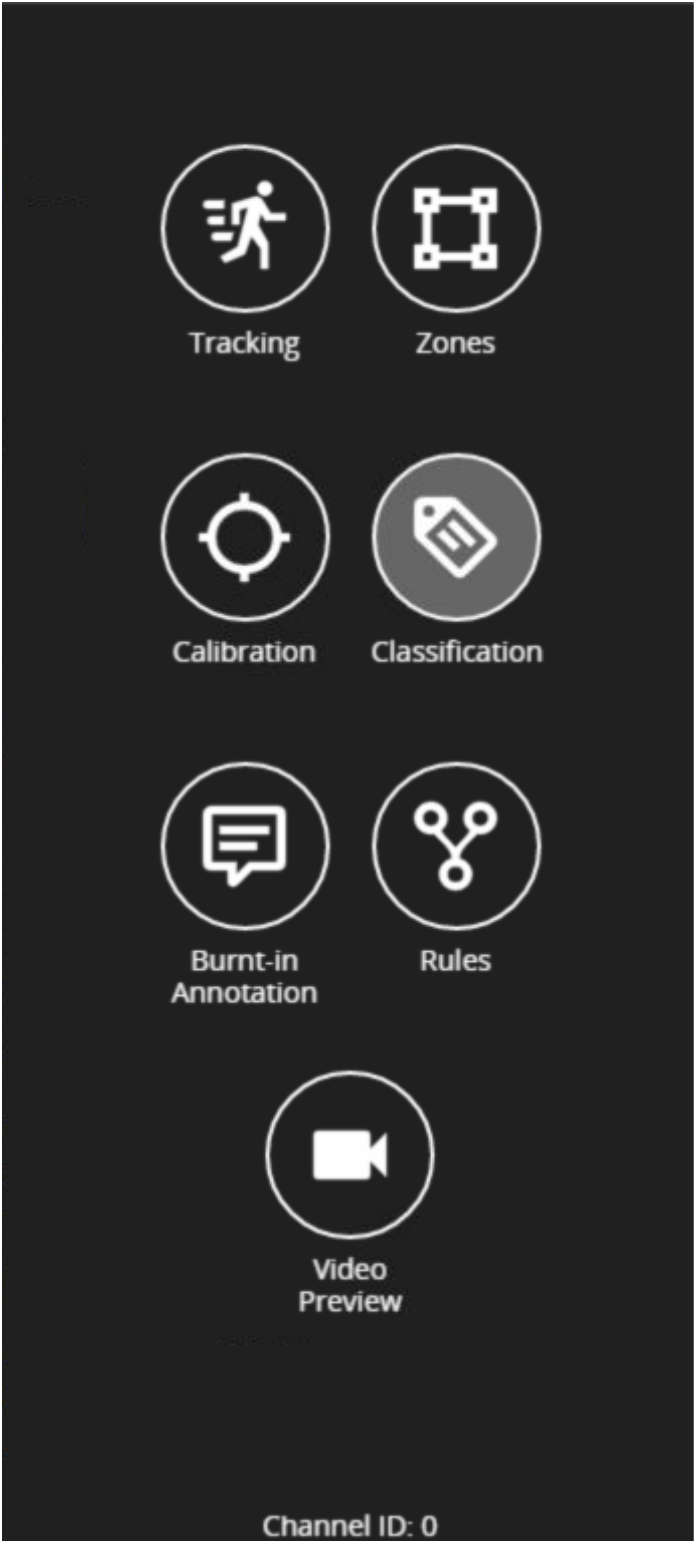 Tracking
Zones
Calibration
Classification
Burnt-in
Annotation
Rules
Video
Preview
Channel ID: 0